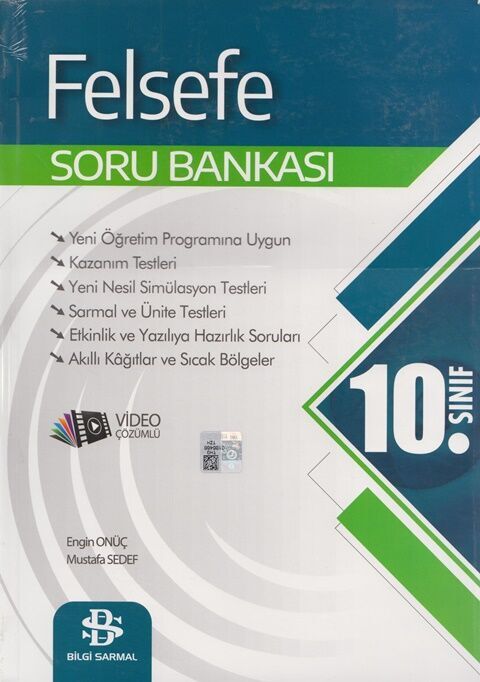 Felsefe
SORU BANKASI
Yeni Öğretim Programına Uygun
Kazanım Testleri
Yeni Nesil Simülasyon Testleri
Sarmal ve Ünite Testleri
Etkinlik ve Yazılıya Hazırlık Soruları
Akıllı Kâğıtlar ve Sıcak Bölgeler
10. SINIF
VİDEO
ÇÖZÜMLÜ
Engin ONÜÇ
Mustafa SEDEF
BS
BİLGİ SARMAL